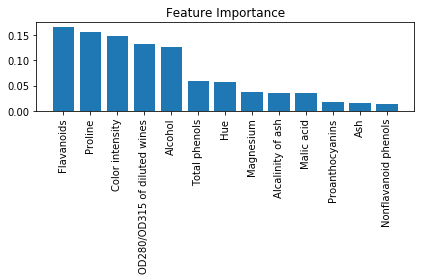 Feature Importance
0.15
0.10
0.05
0.00
Flavanoids
Proline
Color intensity
OD280/OD315 of diluted wines
Alcohol
Total phenols
Hue
Magnesium
Alcalinity of ash
Malic acid
Proanthocyanins
Ash
Nonflavanoid phenols